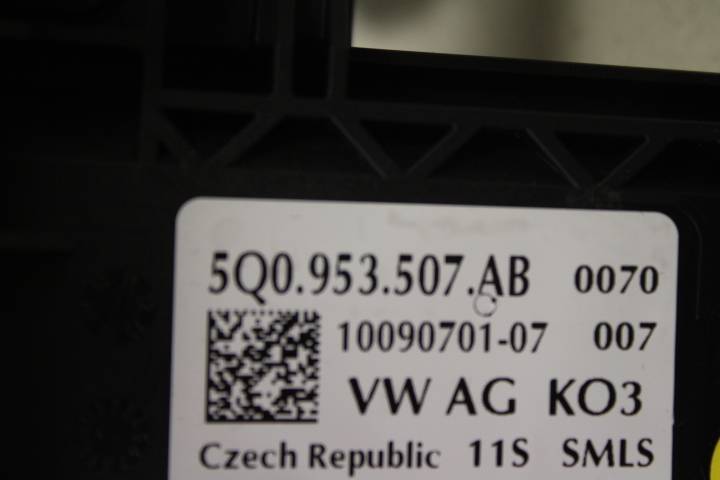 5Q0.953.507.AB 0070
10090701-07 007
VW AG KO3
Czech Republic 11S SMLS